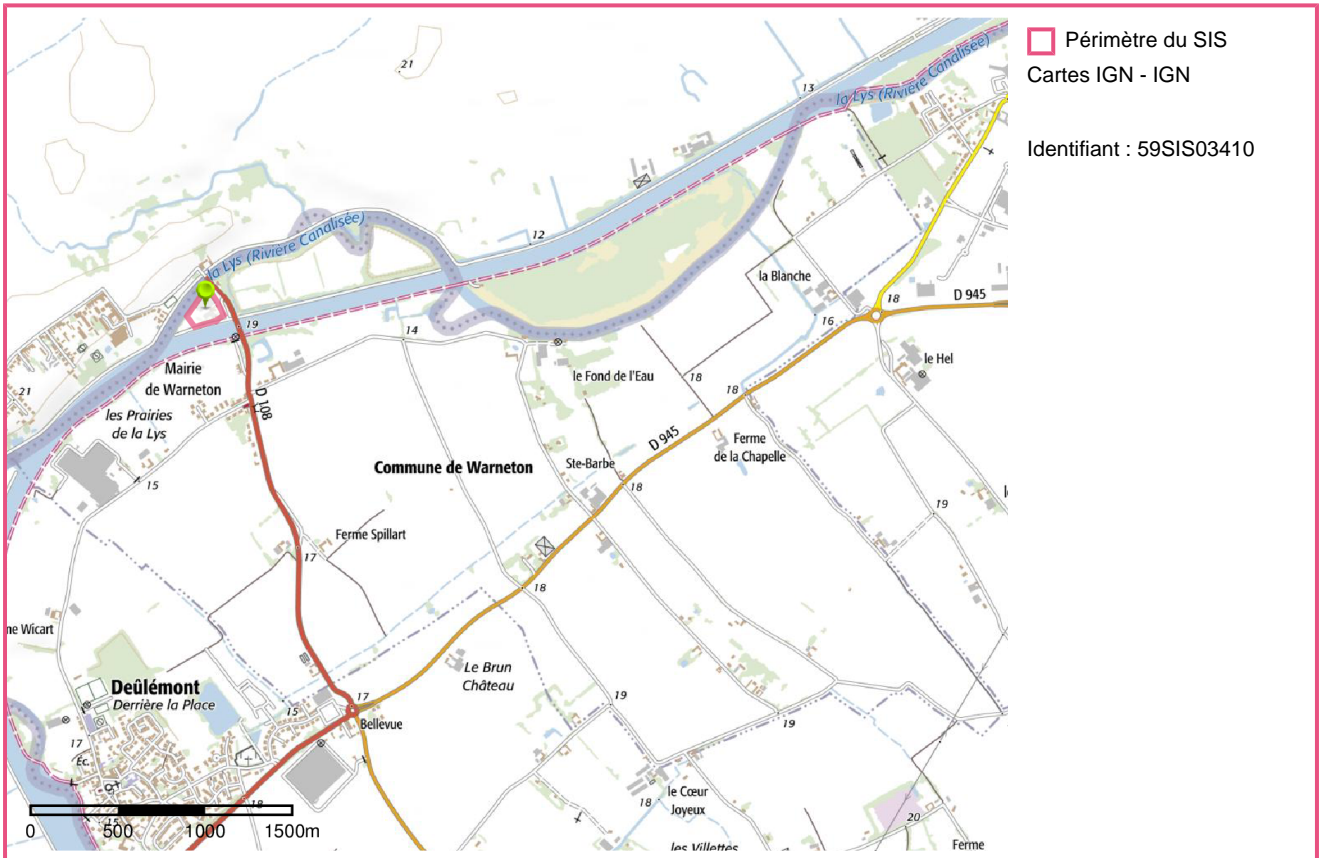 Périmètre du SIS
Cartes IGN - IGN
Identifiant : 59SIS03410
21
13
la Lys (Rivière Canalisée)
la Lys (Rivière Canalisée)
12
la Blanche
18
D 945
16
19
14
Mairie
de Warneton
21
le Fond de l'Eau
18
18
le Hel
les Prairies
de la Lys
D 108
D 945
Ferme
de la Chapelle
Commune de Warneton
Ste-Barbe
18
15
19
Ferme Spillart
17
18
ne Wicart
Le Brun
Château
Deûlémont
Derrière la Place
15
17
19
19
Bellevue
17
Éc.
le Cœur
Joyeux
18
15
18
20
les Villettes
Ferme
0 500 1000 1500m